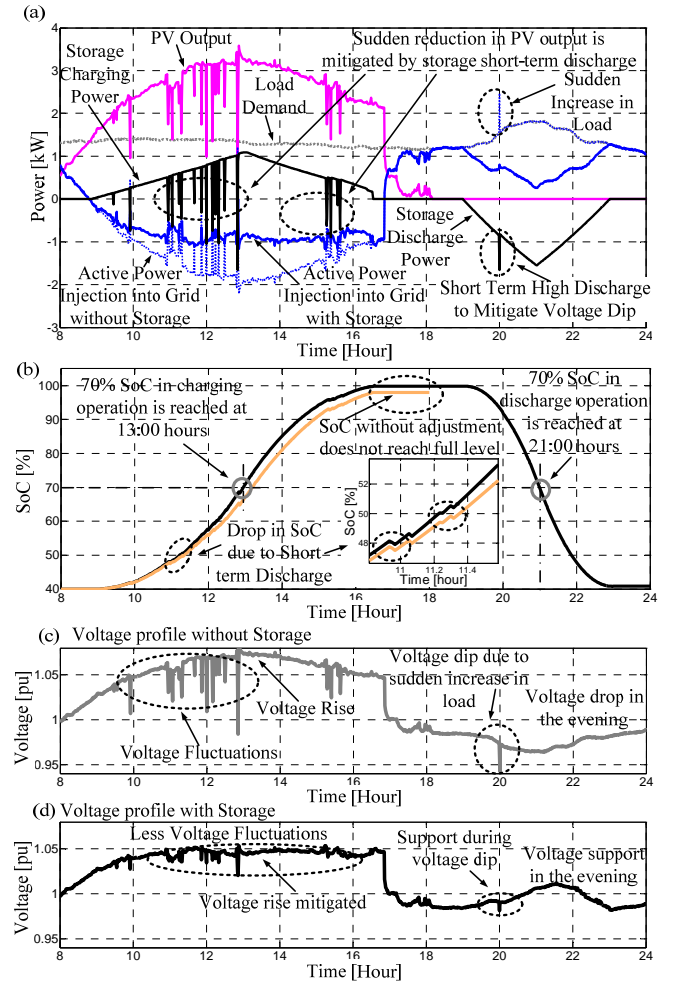 (a)
4
3
2
1
0
-1
-2
-3
Power [kW]
Storage
Charging
Power
PV Output
Load
Demand
Sudden reduction in PV output is
mitigated by storage short-term discharge
Sudden
Increase in
Load
Active Power
Injection into Grid
without Storage
Active Power
Injection into Grid
with Storage
Storage
Discharge
Power
Short Term High Discharge
to Mitigate Voltage Dip
8 10 12 14 16 18 20 22 24
Time [Hour]
(b)
100
90
80
70
60
50
40
SoC [%]
70% SoC in charging
operation is reached at
13:00 hours
SoC without adjustment
does not reach full level
70% SoC in
discharge operation
is reached at
21:00 hours
Drop in SoC
due to Short
term Discharge
52
50
48
46
SoC [%]
11 11.2 11.4
Time [hour]
8 10 12 14 16 18 20 22 24
Time [Hour]
(c) Voltage profile without Storage
1.05
1
0.95
Voltage [pu]
Voltage Fluctuations
Voltage Rise
Voltage dip due to
sudden increase in
load
Voltage drop in
the evening
8 10 12 14 16 18 20 22 24
Time [Hour]
(d) Voltage profile with Storage
1.05
1
0.95
Voltage [pu]
Less Voltage Fluctuations
Voltage rise mitigated
Support during
voltage dip
Voltage support
in the evening
8 10 12 14 16 18 20 22 24
Time [Hour]